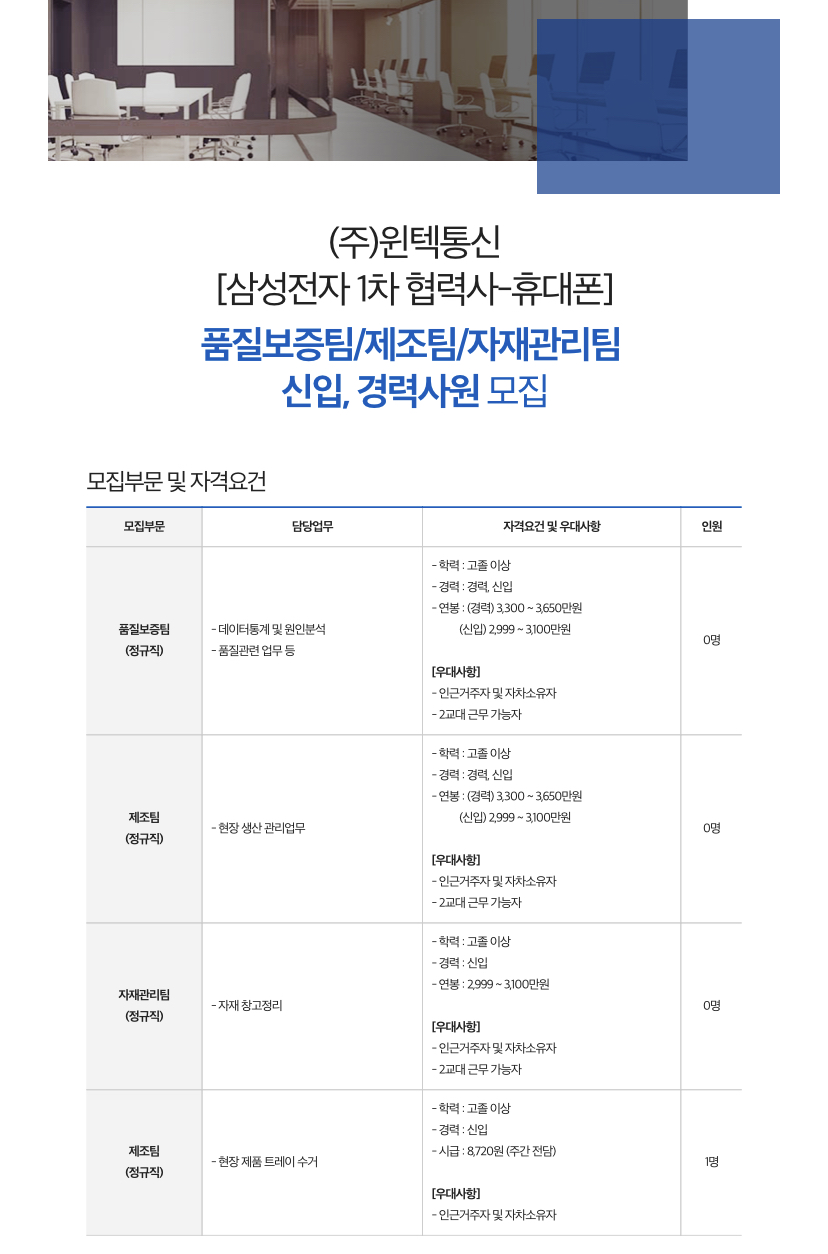 (주)윈텍통신
[삼성전자 1차 협력사-휴대폰]
품질보증팀/제조팀/자재관리팀
신입, 경력사원 모집
모집부문 및 자격요건
모집부문 담당업무 자격요건 및 우대사항 인원
품질보증팀
(정규직)
- 데이터통계 및 원인분석
- 품질관련 업무 등
- 학력 : 고졸 이상
- 경력 : 경력, 신입
- 연봉 : (경력) 3,300 ~ 3,650만원
(신입) 2,999 ~ 3,100만원
[우대사항]
- 인근거주자 및 자차소유자
- 2교대 근무 가능자
0명
제조팀
(정규직)
- 현장 생산 관리업무
- 학력 : 고졸 이상
- 경력 : 경력, 신입
- 연봉 : (경력) 3,300 ~ 3,650만원
(신입) 2,999 ~ 3,100만원
[우대사항]
- 인근거주자 및 자차소유자
- 2교대 근무 가능자
0명
자재관리팀
(정규직)
- 자재 창고정리
- 학력 : 고졸 이상
- 경력 : 신입
- 연봉 : 2,999 ~ 3,100만원
[우대사항]
- 인근거주자 및 자차소유자
- 2교대 근무 가능자
0명
제조팀
(정규직)
- 현장 제품 트레이 수거
- 학력 : 고졸 이상
- 경력 : 신입
- 시급 : 8,720원 (주간 전담)
[우대사항]
- 인근거주자 및 자차소유자
1명